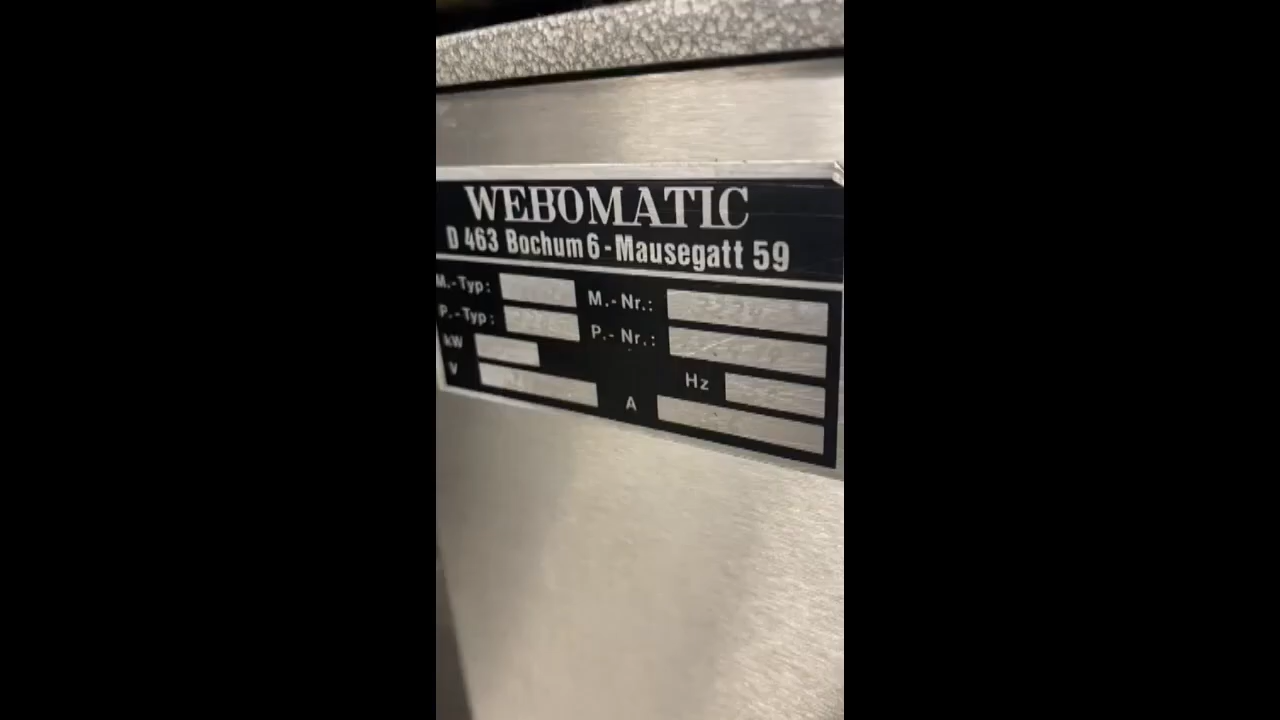 WEBOMATIC
D 463 Bochum 6 - Mausegatt 59
M.-Typ: M.-Nr.:
P.-Typ: P.-Nr.:
kW
Hz
V
A